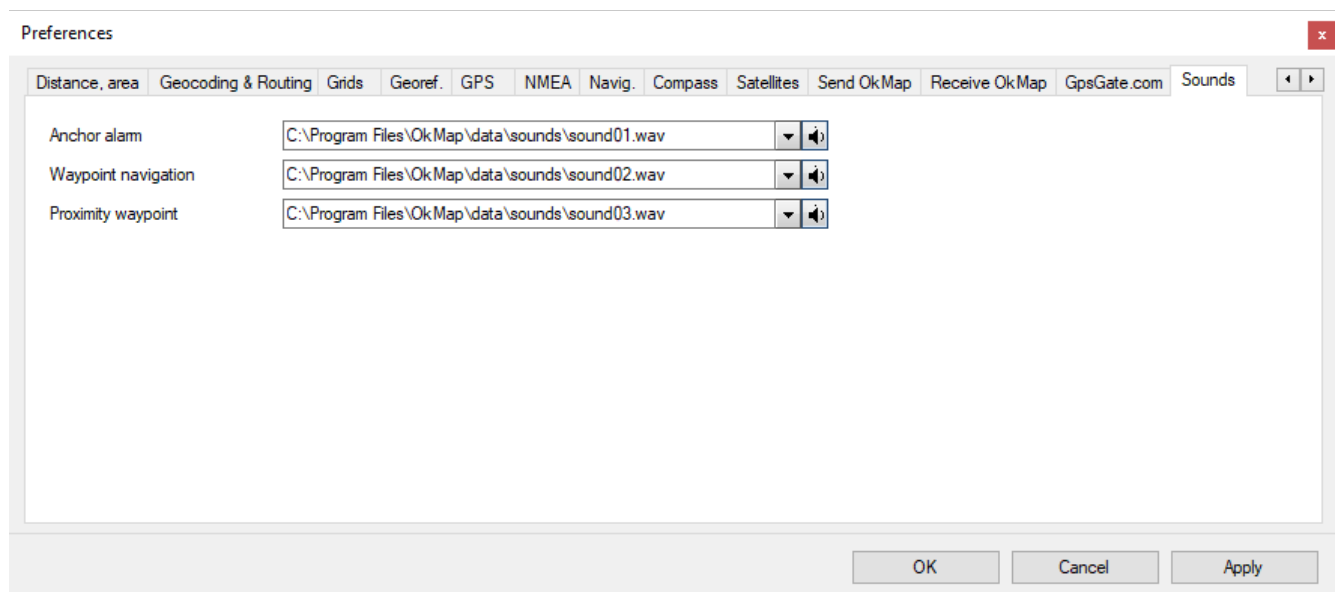 Preferences
Distance, area Geocoding & Routing Grids Georef. GPS NMEA Navig. Compass Satellites Send OkMap Receive OkMap GpsGate.com Sounds
Anchor alarm C:\Program Files\OkMap\data\sounds\sound01.wav
Waypoint navigation C:\Program Files\OkMap\data\sounds\sound02.wav
Proximity waypoint C:\Program Files\OkMap\data\sounds\sound03.wav
OK Cancel Apply